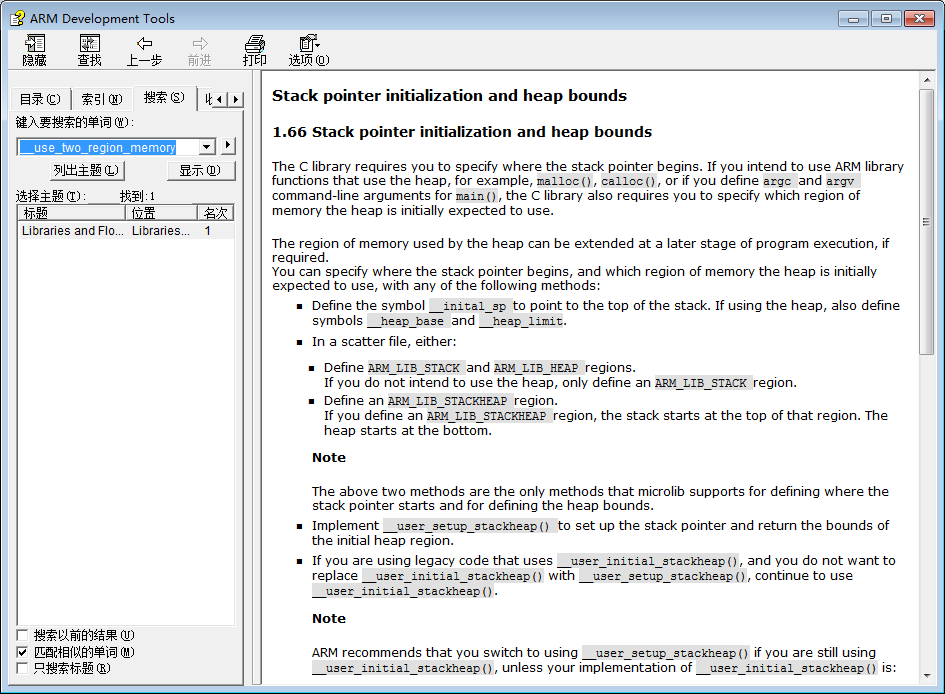 ARM Development Tools
隐藏 查找 上一步 前进 打印 选项(O)
目录(C) 索引(N) 搜索(S)
键入要搜索的单词(W):
__use_two_region_memory
列出主题(L) 显示(D)
选择主题(T): 找到:1
标题 位置 名次
Libraries and Flo... Libraries... 1
搜索以前的结果(U)
匹配相似的单词(M)
只搜索标题(R)
Stack pointer initialization and heap bounds
1.66 Stack pointer initialization and heap bounds
The C library requires you to specify where the stack pointer begins. If you intend to use ARM library
functions that use the heap, for example, malloc(), calloc(), or if you define argc and argv
command-line arguments for main(), the C library also requires you to specify which region of
memory the heap is initially expected to use.
The region of memory used by the heap can be extended at a later stage of program execution, if
required.
You can specify where the stack pointer begins, and which region of memory the heap is initially
expected to use, with any of the following methods:
▪ Define the symbol __inital_sp to point to the top of the stack. If using the heap, also define
symbols __heap_base and __heap_limit.
▪ In a scatter file, either:
▪ Define ARM_LIB_STACK and ARM_LIB_HEAP regions.
If you do not intend to use the heap, only define an ARM_LIB_STACK region.
▪ Define an ARM_LIB_STACKHEAP region.
If you define an ARM_LIB_STACKHEAP region, the stack starts at the top of that region. The
heap starts at the bottom.
Note
The above two methods are the only methods that microlib supports for defining where the
stack pointer starts and for defining the heap bounds.
▪ Implement __user_setup_stackheap() to set up the stack pointer and return the bounds of
the initial heap region.
▪ If you are using legacy code that uses __user_initial_stackheap(), and you do not want to
replace __user_initial_stackheap() with __user_setup_stackheap(), continue to use
__user_initial_stackheap().
Note
ARM recommends that you switch to using __user_setup_stackheap() if you are still using
__user_initial_stackheap(), unless your implementation of __user_initial_stackheap() is: